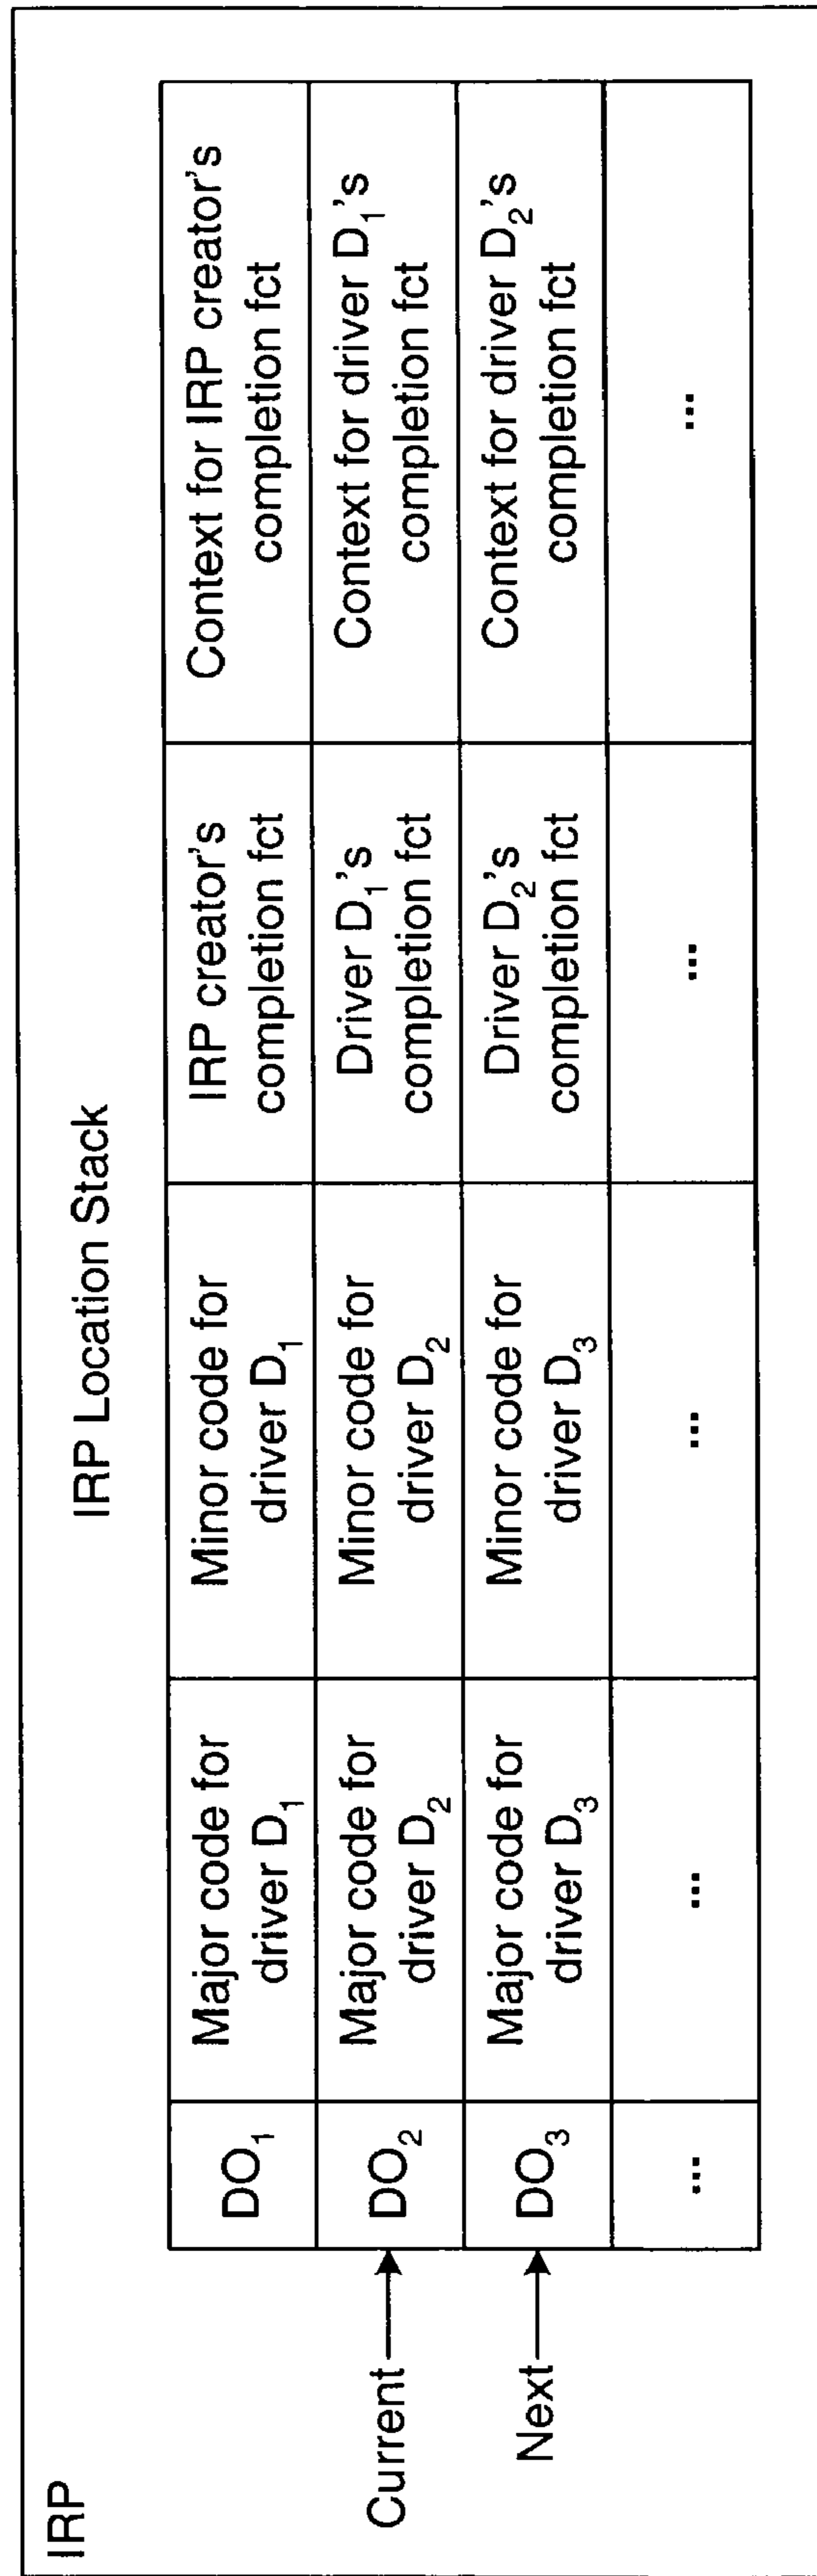 IRP
IRP Location Stack
DO₁
Major code for
driver D₁
Minor code for
driver D₁
IRP creator's
completion fct
Context for IRP creator's
completion fct
Current
DO₂
Major code for
driver D₂
Minor code for
driver D₂
Driver D₁'s
completion fct
Context for driver D₁'s
completion fct
Next
DO₃
Major code for
driver D₃
Minor code for
driver D₃
Driver D₂'s
completion fct
Context for driver D₂'s
completion fct
...
...
...
...
...